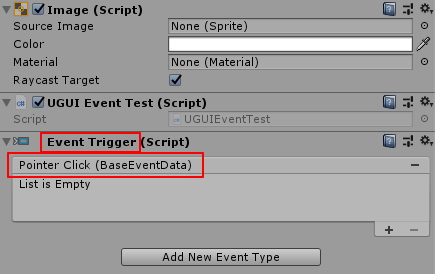 Image (Script)
Source Image None (Sprite)
Color
Material None (Material)
Raycast Target
UGUI Event Test (Script)
Script UGUIEventTest
Event Trigger (Script)
Pointer Click (BaseEventData)
List is Empty
Add New Event Type